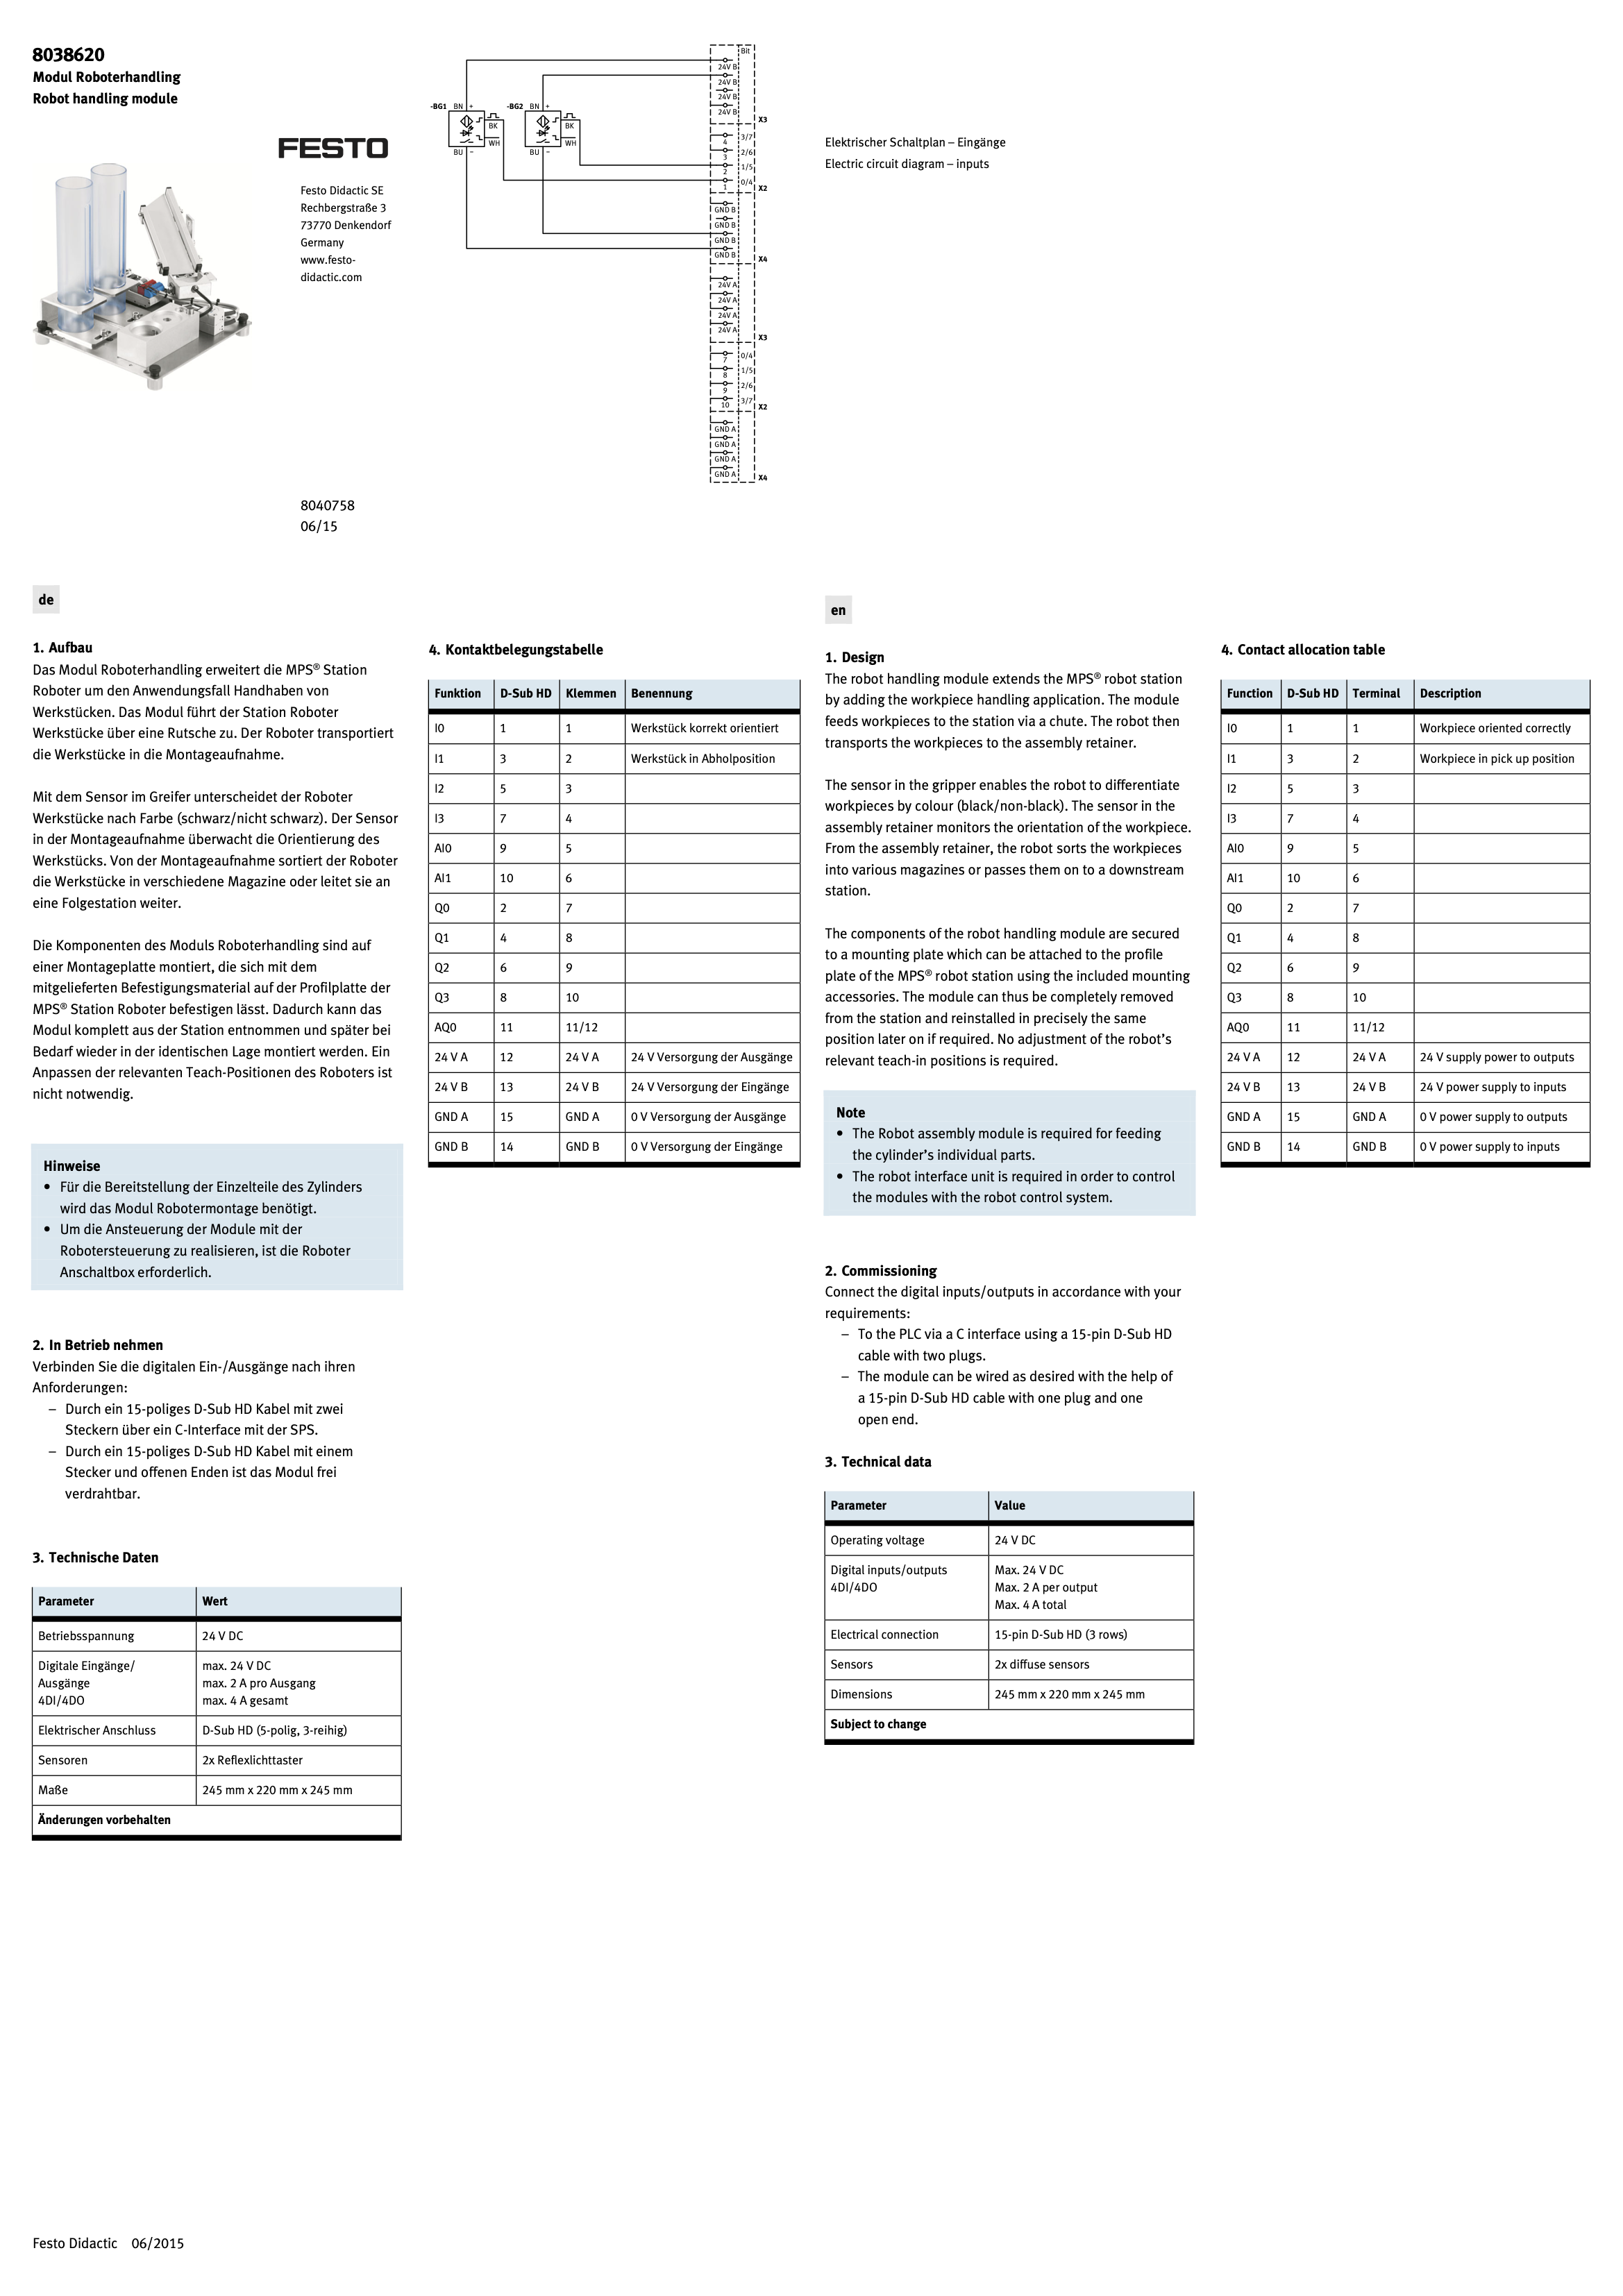 8038620
Modul Roboterhandling
Robot handling module
FESTO
Festo Didactic SE
Rechbergstraße 3
73770 Denkendorf
Germany
www.festo-
didactic.com
8040758
06/15
Bit
24V B
24V B
24V B
24V B
X3
-BG1 BN +
BK
WH
BU –
-BG2 BN +
BK
WH
BU –
4 3/7
3 2/6
2 1/5
1 0/4
X2
GND B
GND B
GND B
GND B
X4
24V A
24V A
24V A
24V A
X3
7 0/4
8 1/5
9 2/6
10 3/7
X2
GND A
GND A
GND A
GND A
X4
Elektrischer Schaltplan – Eingänge
Electric circuit diagram – inputs
de
1. Aufbau
Das Modul Roboterhandling erweitert die MPS® Station
Roboter um den Anwendungsfall Handhaben von
Werkstücken. Das Modul führt der Station Roboter
Werkstücke über eine Rutsche zu. Der Roboter transportiert
die Werkstücke in die Montageaufnahme.
Mit dem Sensor im Greifer unterscheidet der Roboter
Werkstücke nach Farbe (schwarz/nicht schwarz). Der Sensor
in der Montageaufnahme überwacht die Orientierung des
Werkstücks. Von der Montageaufnahme sortiert der Roboter
die Werkstücke in verschiedene Magazine oder leitet sie an
eine Folgestation weiter.
Die Komponenten des Moduls Roboterhandling sind auf
einer Montageplatte montiert, die sich mit dem
mitgelieferten Befestigungsmaterial auf der Profilplatte der
MPS® Station Roboter befestigen lässt. Dadurch kann das
Modul komplett aus der Station entnommen und später bei
Bedarf wieder in der identischen Lage montiert werden. Ein
Anpassen der relevanten Teach-Positionen des Roboters ist
nicht notwendig.
Hinweise
• Für die Bereitstellung der Einzelteile des Zylinders
wird das Modul Robotermontage benötigt.
• Um die Ansteuerung der Module mit der
Robotersteuerung zu realisieren, ist die Roboter
Anschaltbox erforderlich.
2. In Betrieb nehmen
Verbinden Sie die digitalen Ein-/Ausgänge nach ihren
Anforderungen:
– Durch ein 15-poliges D-Sub HD Kabel mit zwei
Steckern über ein C-Interface mit der SPS.
– Durch ein 15-poliges D-Sub HD Kabel mit einem
Stecker und offenen Enden ist das Modul frei
verdrahtbar.
3. Technische Daten
Parameter Wert
Betriebsspannung 24 V DC
Digitale Eingänge/ max. 24 V DC
Ausgänge max. 2 A pro Ausgang
4DI/4DO max. 4 A gesamt
Elektrischer Anschluss D-Sub HD (5-polig, 3-reihig)
Sensoren 2x Reflexlichttaster
Maße 245 mm x 220 mm x 245 mm
Änderungen vorbehalten
4. Kontaktbelegungstabelle
Funktion D-Sub HD Klemmen Benennung
I0 1 1 Werkstück korrekt orientiert
I1 3 2 Werkstück in Abholposition
I2 5 3
I3 7 4
AI0 9 5
AI1 10 6
Q0 2 7
Q1 4 8
Q2 6 9
Q3 8 10
AQ0 11 11/12
24 V A 12 24 V A 24 V Versorgung der Ausgänge
24 V B 13 24 V B 24 V Versorgung der Eingänge
GND A 15 GND A 0 V Versorgung der Ausgänge
GND B 14 GND B 0 V Versorgung der Eingänge
en
1. Design
The robot handling module extends the MPS® robot station
by adding the workpiece handling application. The module
feeds workpieces to the station via a chute. The robot then
transports the workpieces to the assembly retainer.
The sensor in the gripper enables the robot to differentiate
workpieces by colour (black/non-black). The sensor in the
assembly retainer monitors the orientation of the workpiece.
From the assembly retainer, the robot sorts the workpieces
into various magazines or passes them on to a downstream
station.
The components of the robot handling module are secured
to a mounting plate which can be attached to the profile
plate of the MPS® robot station using the included mounting
accessories. The module can thus be completely removed
from the station and reinstalled in precisely the same
position later on if required. No adjustment of the robot’s
relevant teach-in positions is required.
Note
• The Robot assembly module is required for feeding
the cylinder’s individual parts.
• The robot interface unit is required in order to control
the modules with the robot control system.
2. Commissioning
Connect the digital inputs/outputs in accordance with your
requirements:
– To the PLC via a C interface using a 15-pin D-Sub HD
cable with two plugs.
– The module can be wired as desired with the help of
a 15-pin D-Sub HD cable with one plug and one
open end.
3. Technical data
Parameter Value
Operating voltage 24 V DC
Digital inputs/outputs Max. 24 V DC
4DI/4DO Max. 2 A per output
Max. 4 A total
Electrical connection 15-pin D-Sub HD (3 rows)
Sensors 2x diffuse sensors
Dimensions 245 mm x 220 mm x 245 mm
Subject to change
4. Contact allocation table
Function D-Sub HD Terminal Description
I0 1 1 Workpiece oriented correctly
I1 3 2 Workpiece in pick up position
I2 5 3
I3 7 4
AI0 9 5
AI1 10 6
Q0 2 7
Q1 4 8
Q2 6 9
Q3 8 10
AQ0 11 11/12
24 V A 12 24 V A 24 V supply power to outputs
24 V B 13 24 V B 24 V power supply to inputs
GND A 15 GND A 0 V power supply to outputs
GND B 14 GND B 0 V power supply to inputs
Festo Didactic 06/2015